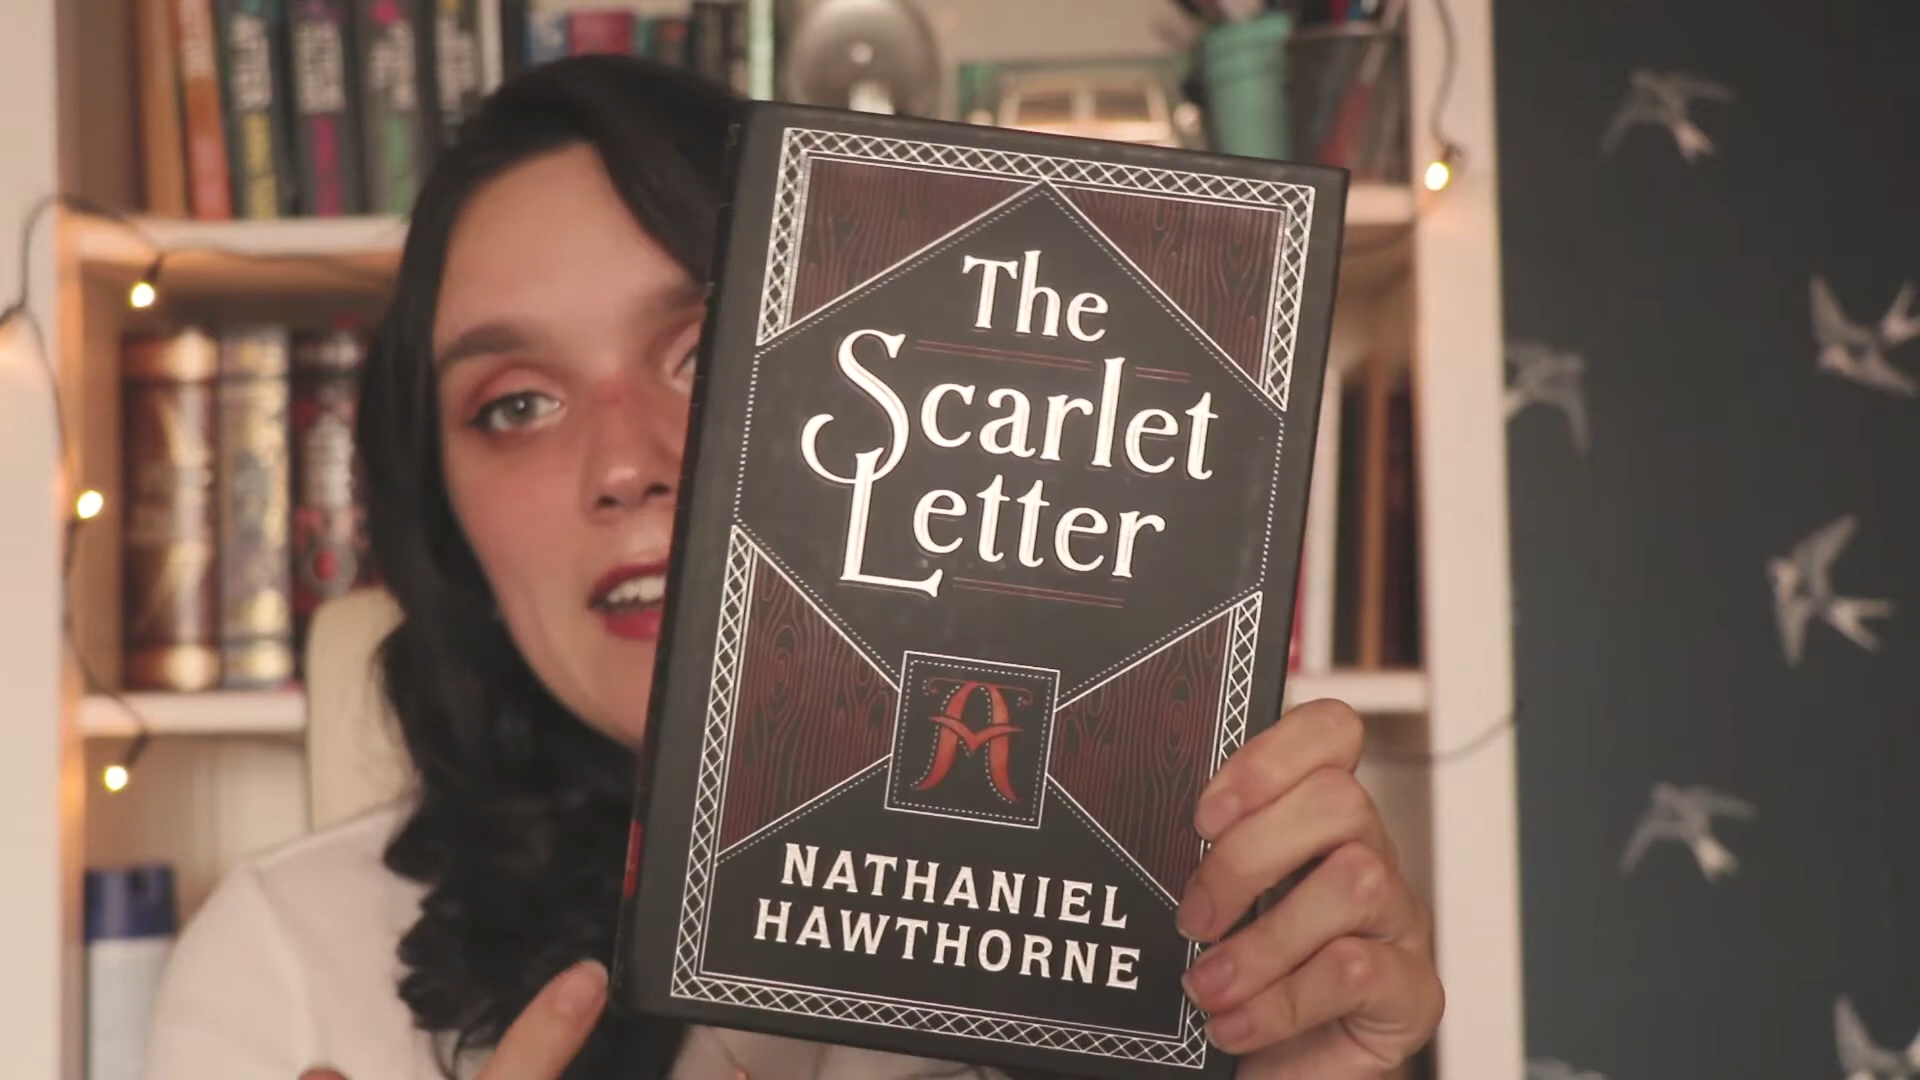 The
Scarlet
Letter
A
NATHANIEL
HAWTHORNE